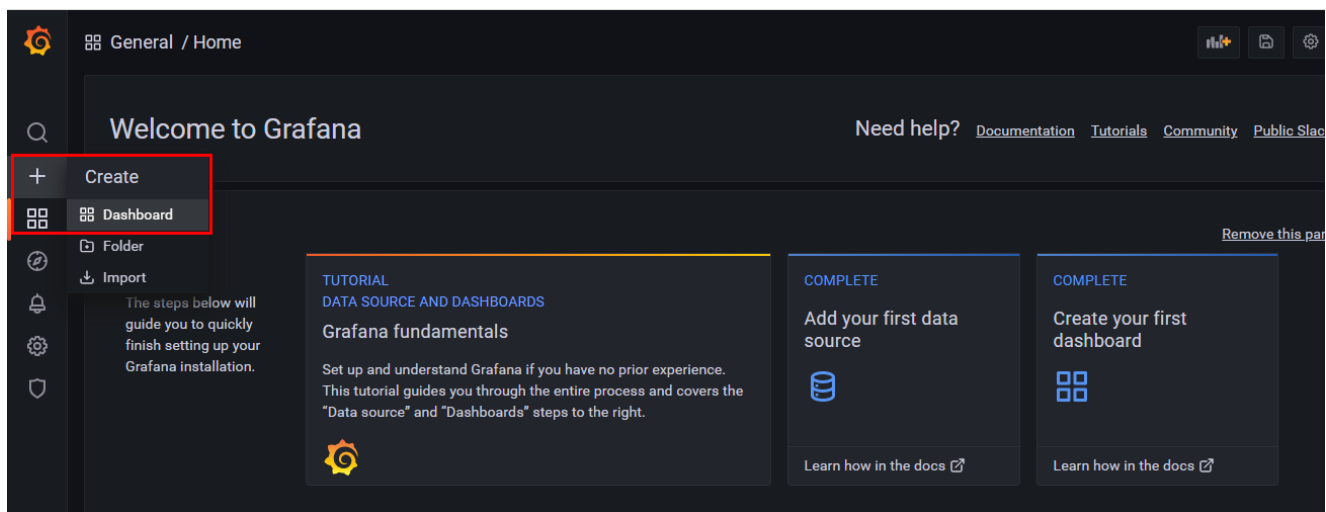 General / Home
Welcome to Grafana
Need help? Documentation Tutorials Community Public Slac
Create
Dashboard
Folder
Import
Remove this pan
The steps below will
guide you to quickly
finish setting up your
Grafana installation.
TUTORIAL
DATA SOURCE AND DASHBOARDS
Grafana fundamentals
Set up and understand Grafana if you have no prior experience.
This tutorial guides you through the entire process and covers the
"Data source" and "Dashboards" steps to the right.
COMPLETE
Add your first data
source
Learn how in the docs
COMPLETE
Create your first
dashboard
Learn how in the docs